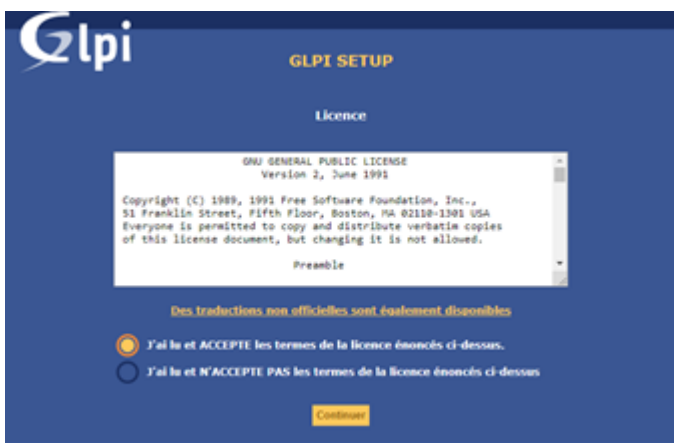 Glpi
GLPI SETUP
Licence
GNU GENERAL PUBLIC LICENSE
Version 2, June 1991
Copyright (C) 1989, 1991 Free Software Foundation, Inc.,
51 Franklin Street, Fifth Floor, Boston, MA 02110-1301 USA
Everyone is permitted to copy and distribute verbatim copies
of this license document, but changing it is not allowed.
Preamble
Des traductions non officielles sont également disponibles
J'ai lu et ACCEPTE les termes de la licence énoncés ci-dessus.
J'ai lu et N'ACCEPTE PAS les termes de la licence énoncés ci-dessus
Continuer